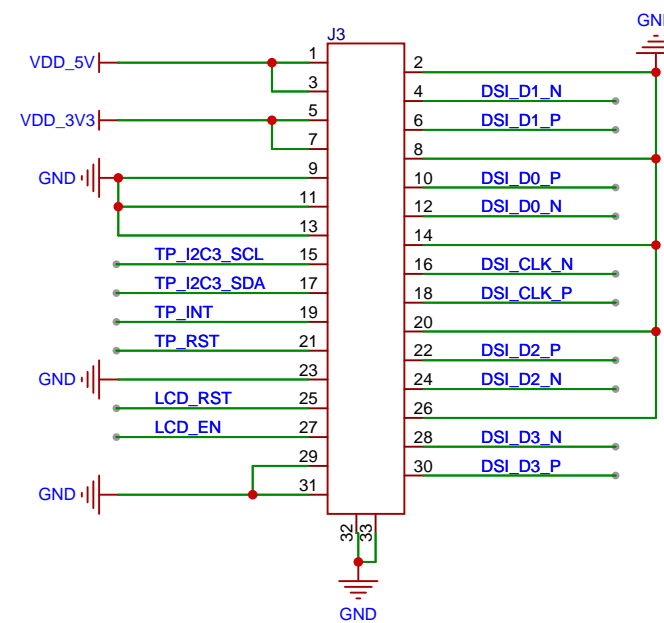 GND
J3
VDD_5V
1
2
3
4
DSI_D1_N
VDD_3V3
5
6
DSI_D1_P
7
8
GND
9
10
DSI_D0_P
11
12
DSI_D0_N
13
14
TP_I2C3_SCL
15
16
DSI_CLK_N
TP_I2C3_SDA
17
18
DSI_CLK_P
TP_INT
19
20
TP_RST
21
22
DSI_D2_P
GND
23
24
DSI_D2_N
LCD_RST
25
26
LCD_EN
27
28
DSI_D3_N
29
30
DSI_D3_P
GND
31
32
33
GND